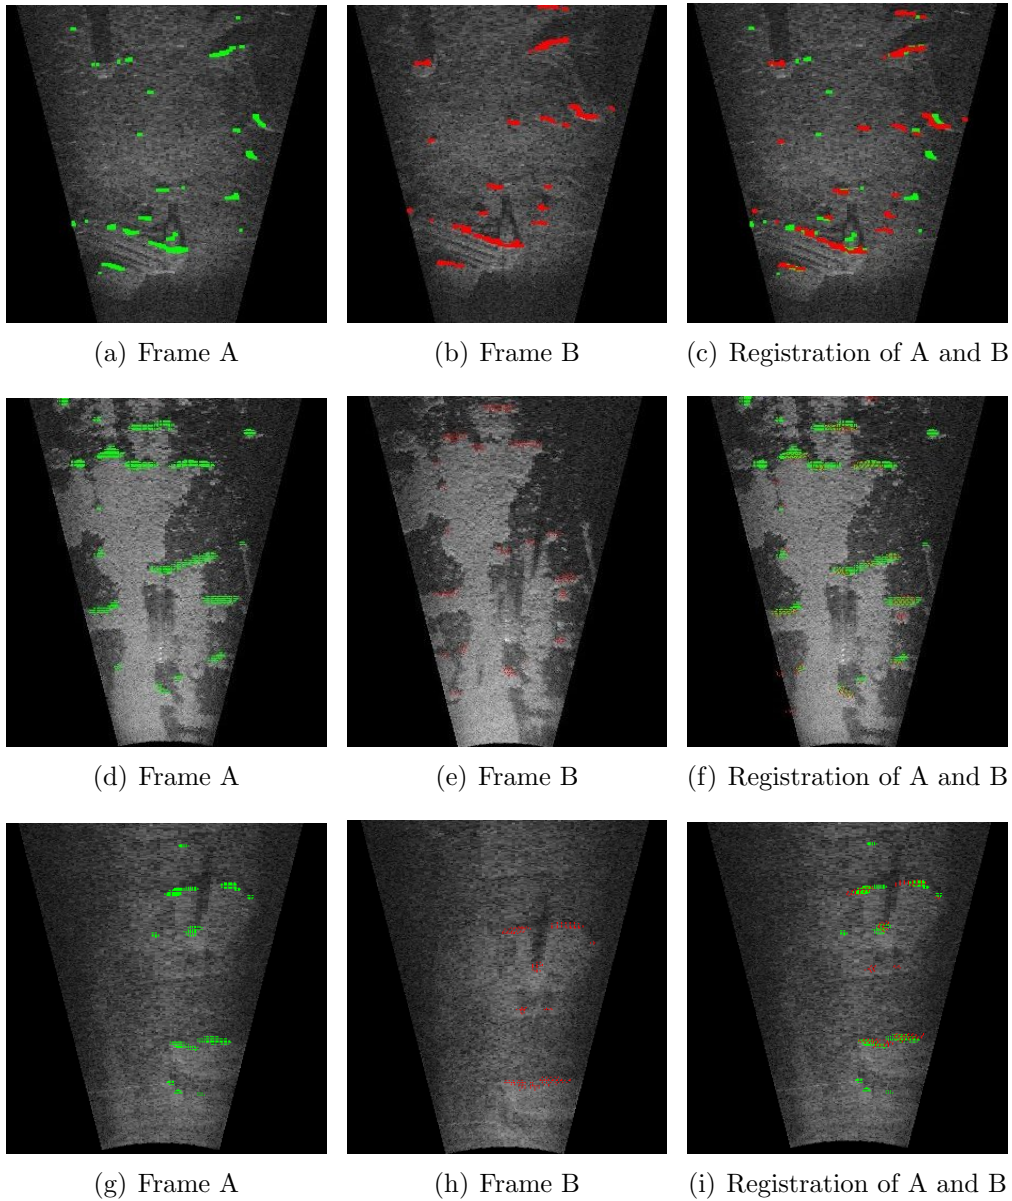 (a) Frame A
(b) Frame B
(c) Registration of A and B
(d) Frame A
(e) Frame B
(f) Registration of A and B
(g) Frame A
(h) Frame B
(i) Registration of A and B